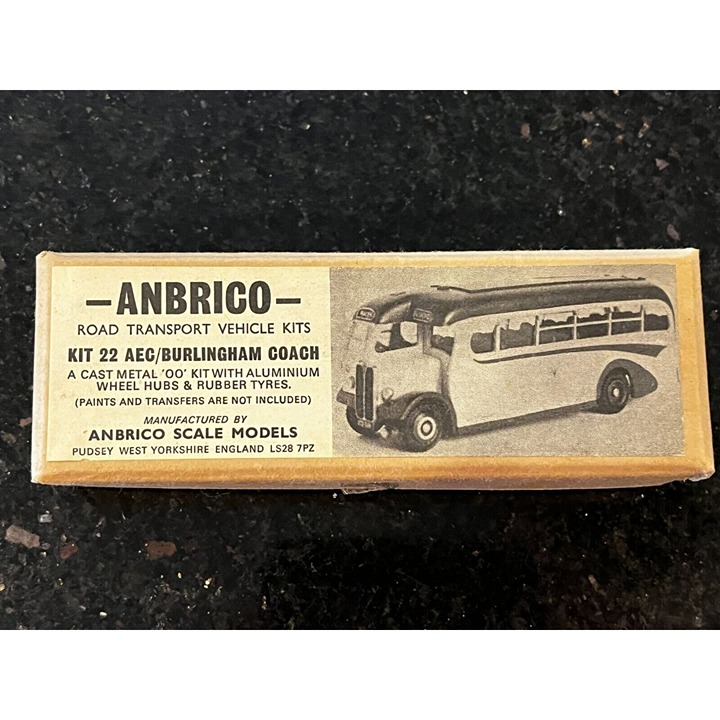 –ANBRICO–
ROAD TRANSPORT VEHICLE KITS
KIT 22 AEC/BURLINGHAM COACH
A CAST METAL 'OO' KIT WITH ALUMINIUM
WHEEL HUBS & RUBBER TYRES.
(PAINTS AND TRANSFERS ARE NOT INCLUDED)
MANUFACTURED BY
ANBRICO SCALE MODELS
PUDSEY WEST YORKSHIRE ENGLAND LS28 7PZ